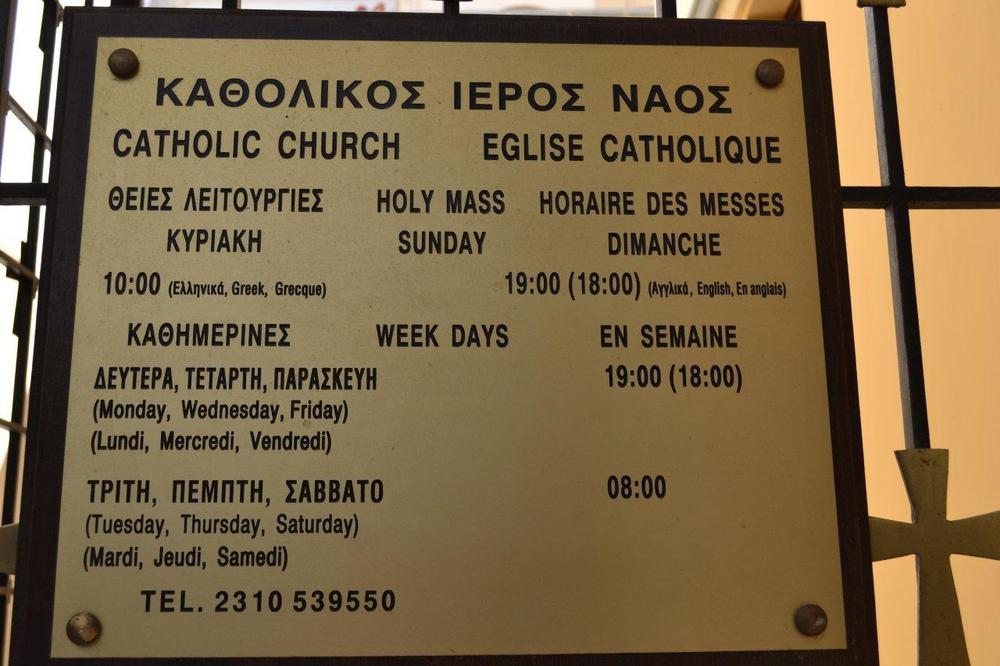 ΚΑΘΟΛΙΚΟΣ ΙΕΡΟΣ ΝΑΟΣ
CATHOLIC CHURCH EGLISE CATHOLIQUE
ΘΕΙΕΣ ΛΕΙΤΟΥΡΓΙΕΣ HOLY MASS HORAIRE DES MESSES
ΚΥΡΙΑΚΗ SUNDAY DIMANCHE
10:00 (Ελληνικά, Greek, Grecque) 19:00 (18:00) (Αγγλικά, English, En anglais)
ΚΑΘΗΜΕΡΙΝΕΣ WEEK DAYS EN SEMAINE
ΔΕΥΤΕΡΑ, ΤΕΤΑΡΤΗ, ΠΑΡΑΣΚΕΥΗ 19:00 (18:00)
(Monday, Wednesday, Friday)
(Lundi, Mercredi, Vendredi)
ΤΡΙΤΗ, ΠΕΜΠΤΗ, ΣΑΒΒΑΤΟ 08:00
(Tuesday, Thursday, Saturday)
(Mardi, Jeudi, Samedi)
TEL. 2310 539550